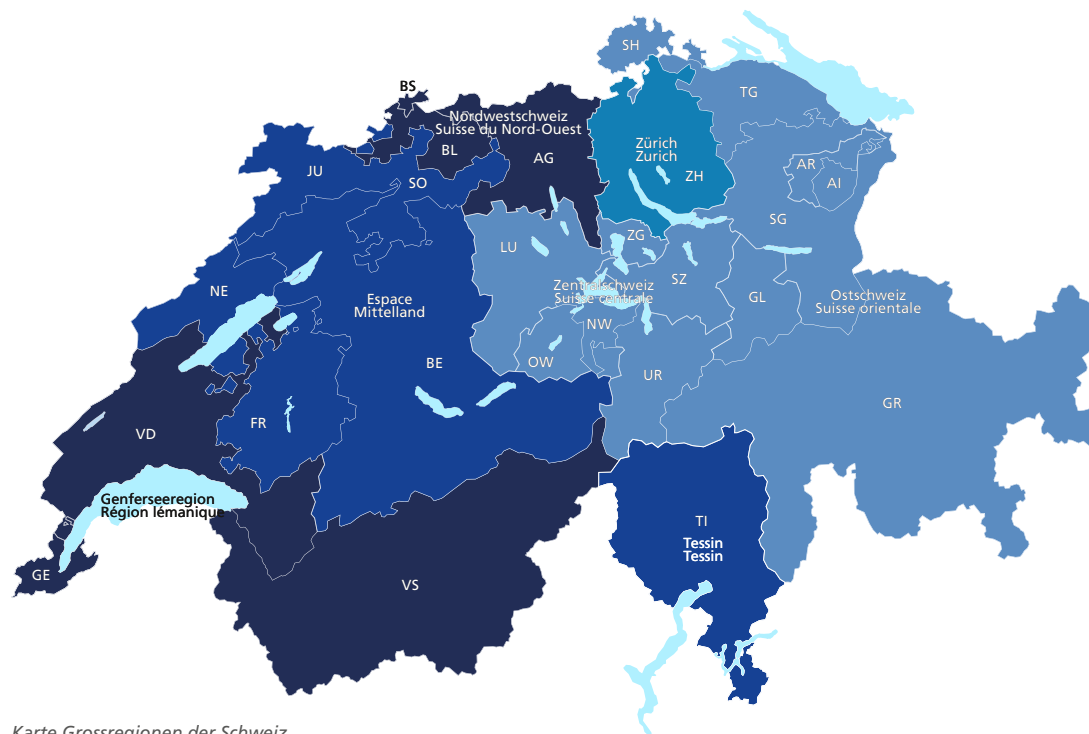 SH
BS
TG
Nordwestschweiz
Suisse du Nord-Ouest
BL
AG
Zürich
Zurich
ZH
AR
AI
JU
SO
SG
LU
ZG
SZ
NE
Espace
Mittelland
Zentralschweiz
Suisse centrale
GL
Ostschweiz
Suisse orientale
NW
OW
BE
UR
GR
FR
VD
Genferseeregion
Région lémanique
TI
Tessin
Tessin
GE
VS
Karte Grossregionen der Schweiz